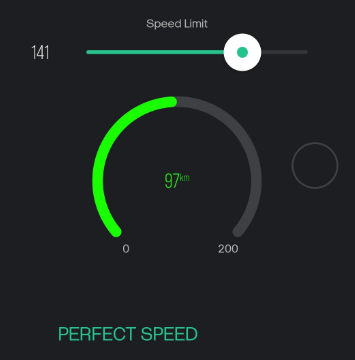 Speed Limit
141
97km
0 200
PERFECT SPEED